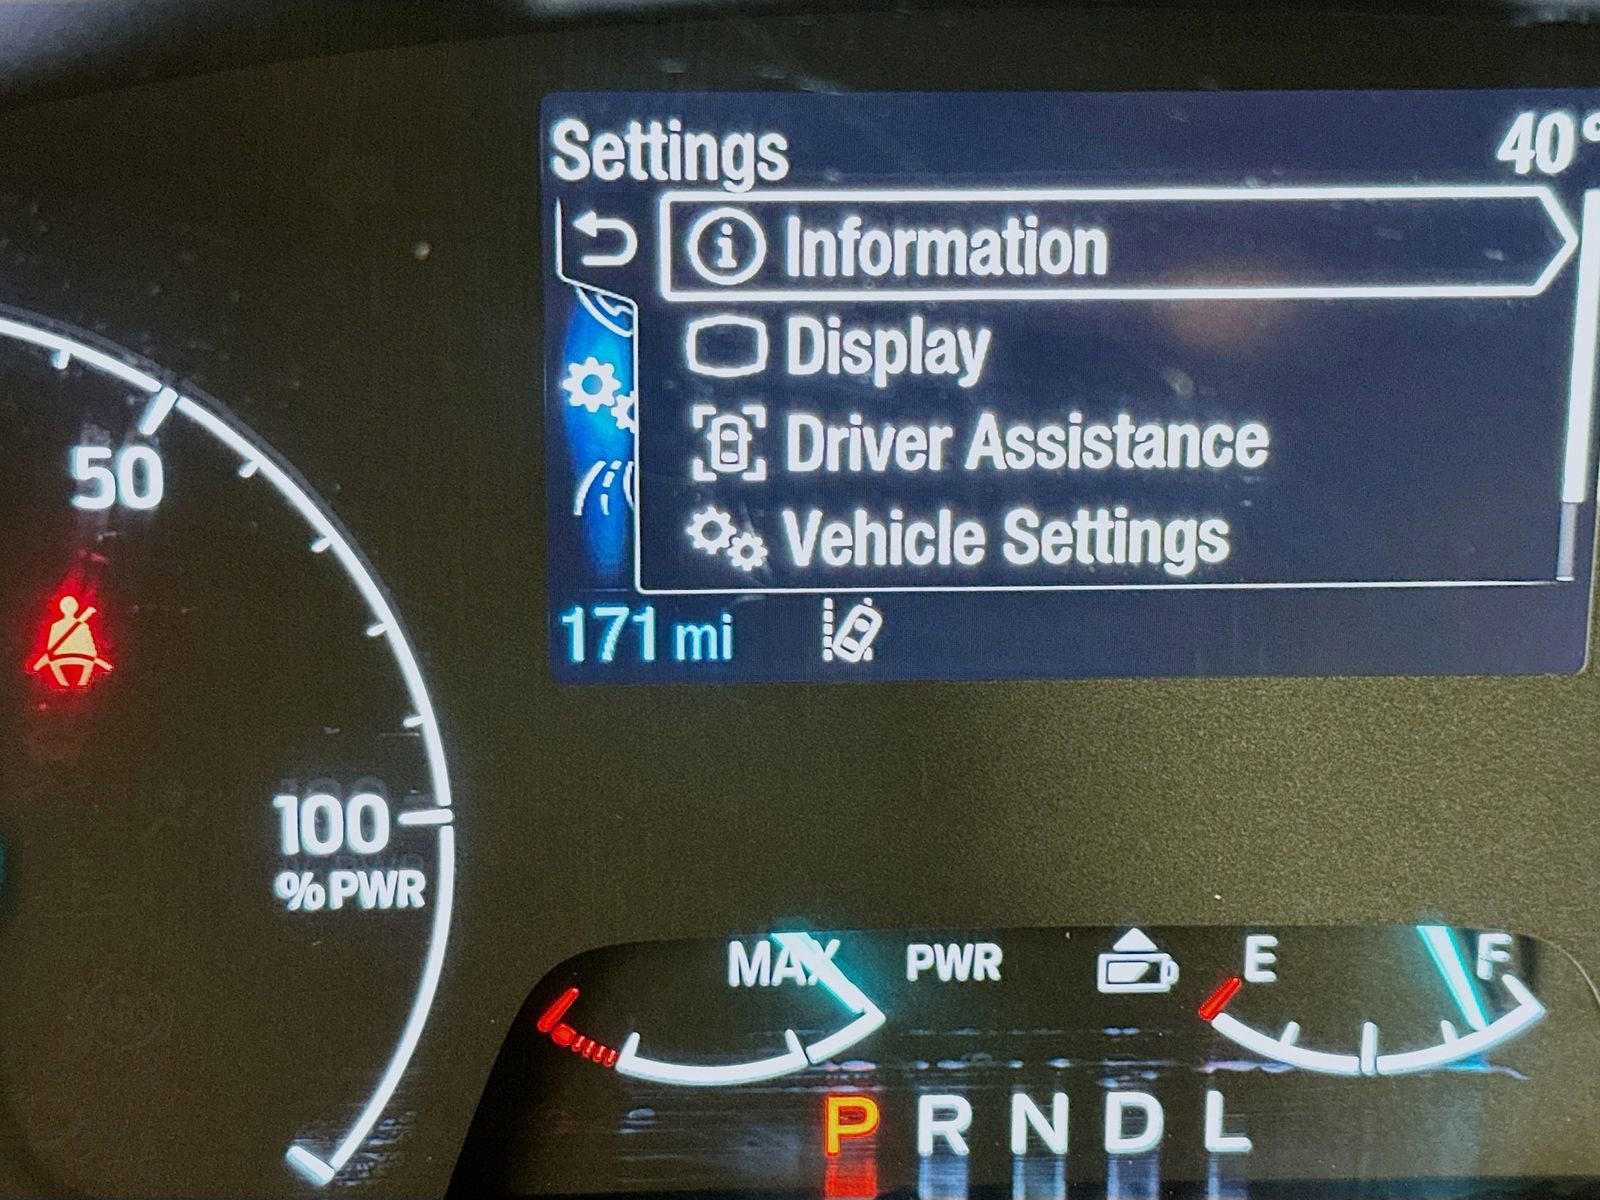 Settings
40°
Information
Display
Driver Assistance
Vehicle Settings
171 mi
50
100
% PWR
MAX PWR
E
F
P R N D L